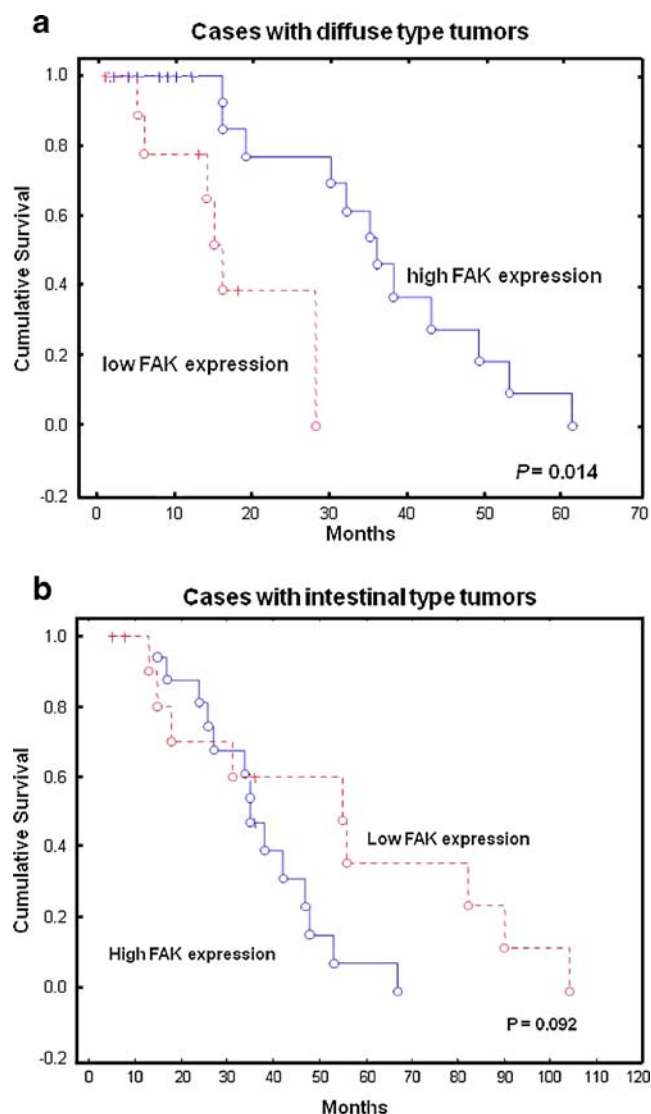 a
Cases with diffuse type tumors
1.0
0.8
0.6
0.4
0.2
0.0
-0.2
Cumulative Survival
high FAK expression
low FAK expression
P = 0.014
0 10 20 30 40 50 60 70
Months
b
Cases with intestinal type tumors
1.0
0.8
0.6
0.4
0.2
0.0
-0.2
Cumulative Survival
Low FAK expression
High FAK expression
P = 0.092
0 10 20 30 40 50 60 70 80 90 100 110 120
Months